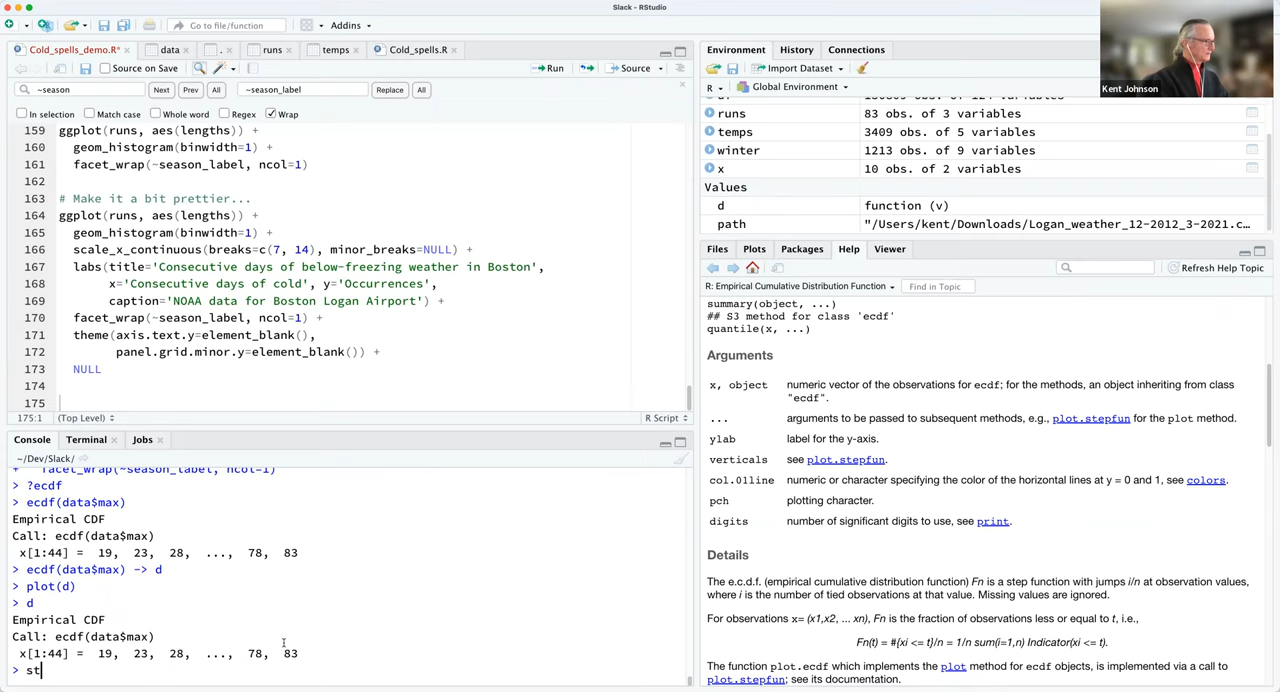 Slack - RStudio
Go to file/function
Addins
Cold_spells_demo.R*
data
.
runs
temps
Cold_spells.R
Source on Save
Run
Source
~season
Next
Prev
All
~season_label
Replace
All
In selection
Match case
Whole word
Regex
Wrap
159 ggplot(runs, aes(lengths)) +
160 geom_histogram(binwidth=1) +
161 facet_wrap(~season_label, ncol=1)
162
163 # Make it a bit prettier...
164 ggplot(runs, aes(lengths)) +
165 geom_histogram(binwidth=1) +
166 scale_x_continuous(breaks=c(7, 14), minor_breaks=NULL) +
167 labs(title='Consecutive days of below-freezing weather in Boston',
168 x='Consecutive days of cold', y='Occurrences',
169 caption='NOAA data for Boston Logan Airport') +
170 facet_wrap(~season_label, ncol=1) +
171 theme(axis.text.y=element_blank(),
172 panel.grid.minor.y=element_blank()) +
173 NULL
174
175
175:1 (Top Level) R Script
Console Terminal Jobs
~/Dev/Slack/
+ facet_wrap(~season_label, ncol=1)
> ?ecdf
> ecdf(data$max)
Empirical CDF
Call: ecdf(data$max)
x[1:44] = 19, 23, 28, ..., 78, 83
> ecdf(data$max) -> d
> plot(d)
> d
Empirical CDF
Call: ecdf(data$max)
x[1:44] = 19, 23, 28, ..., 78, 83
> st
Environment History Connections
Import Dataset
R Global Environment
runs 83 obs. of 3 variables
temps 3409 obs. of 5 variables
winter 1213 obs. of 9 variables
x 10 obs. of 2 variables
Values
d function (v)
path "/Users/kent/Downloads/Logan_weather_12-2012_3-2021.c…
Files Plots Packages Help Viewer
Refresh Help Topic
R: Empirical Cumulative Distribution Function
Find in Topic
summary(object, ...)
## S3 method for class 'ecdf'
quantile(x, ...)
Arguments
x, object numeric vector of the observations for ecdf; for the methods, an object inheriting from class
"ecdf".
... arguments to be passed to subsequent methods, e.g., plot.stepfun for the plot method.
ylab label for the y-axis.
verticals see plot.stepfun.
col.01line numeric or character specifying the color of the horizontal lines at y = 0 and 1, see colors.
pch plotting character.
digits number of significant digits to use, see print.
Details
The e.c.d.f. (empirical cumulative distribution function) Fn is a step function with jumps i/n at observation values,
where i is the number of tied observations at that value. Missing values are ignored.
For observations x= (x1,x2, ... xn), Fn is the fraction of observations less or equal to t, i.e.,
Fn(t) = #{xi <= t}/n = 1/n sum(i=1,n) Indicator(xi <= t).
The function plot.ecdf which implements the plot method for ecdf objects, is implemented via a call to
plot.stepfun; see its documentation.
Kent Johnson